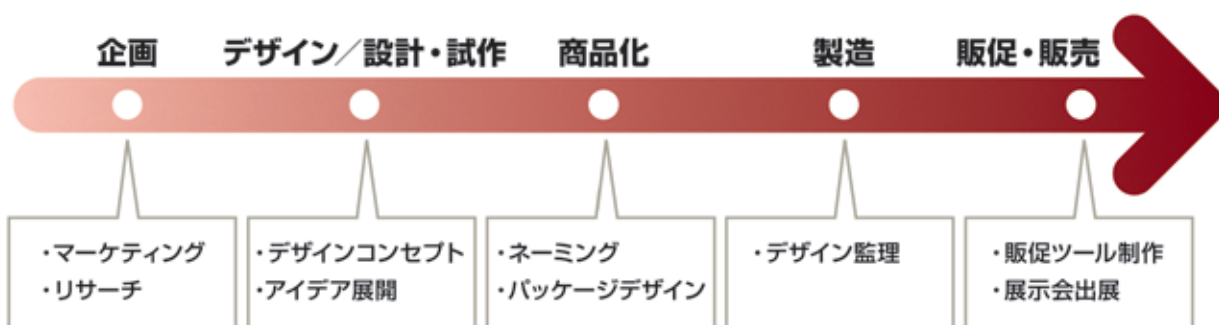 企画
デザイン／設計・試作
商品化
製造
販促・販売
・マーケティング
・リサーチ
・デザインコンセプト
・アイデア展開
・ネーミング
・パッケージデザイン
・デザイン監理
・販促ツール制作
・展示会出展